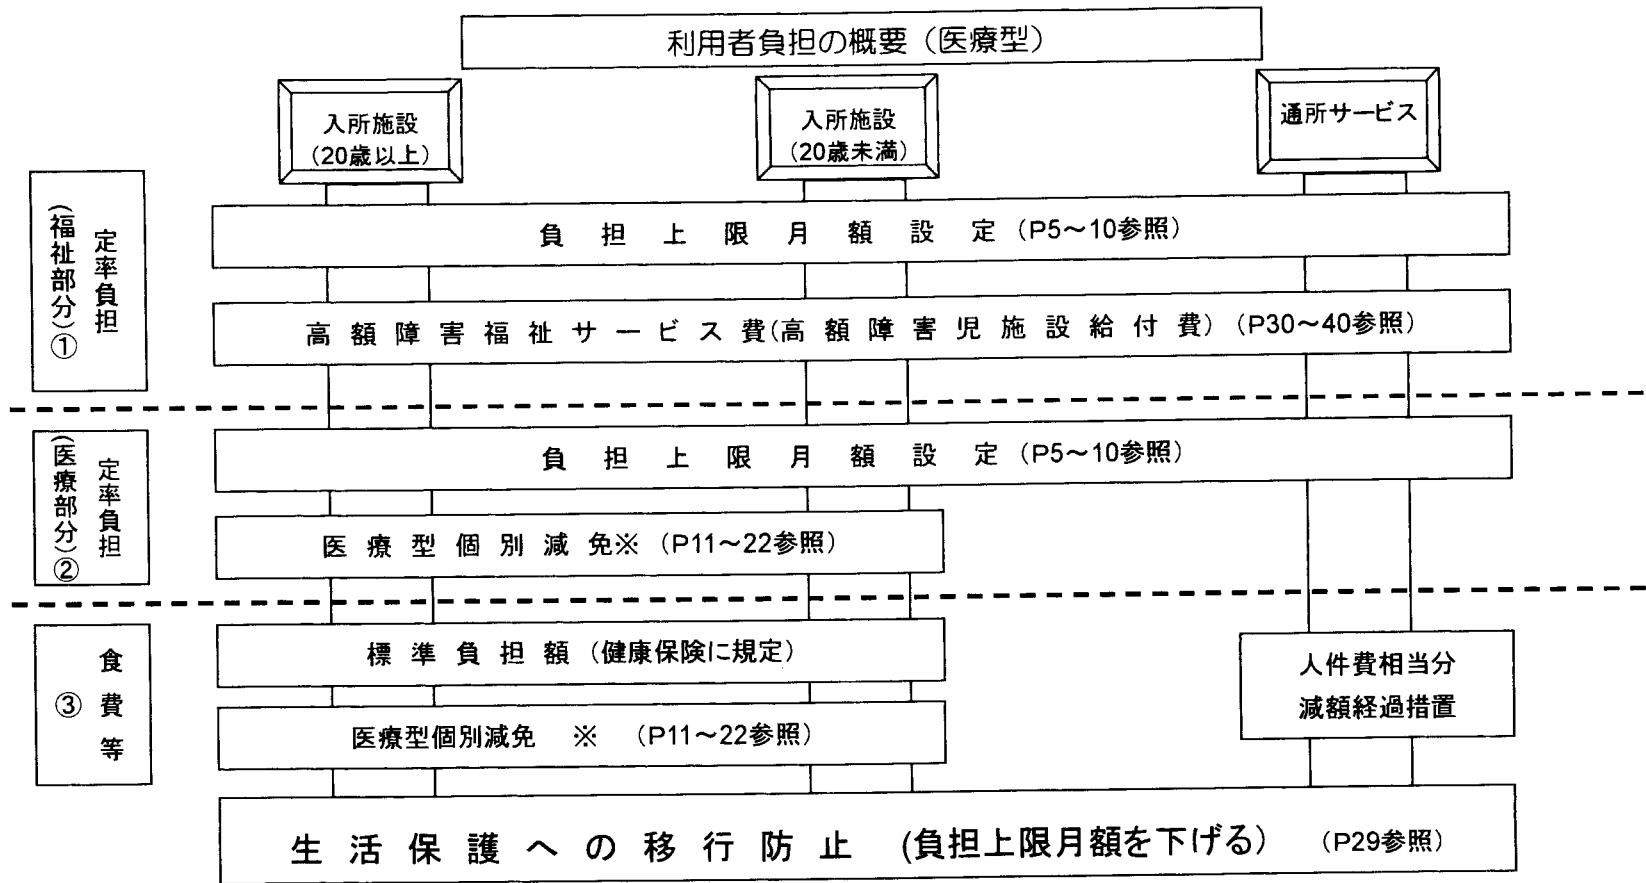 利用者負担の概要（医療型）
入所施設
（20歳以上）
入所施設
（20歳未満）
通所サービス
定率負担
（福祉部分）①
負担上限月額設定（P5～10参照）
高額障害福祉サービス費（高額障害児施設給付費）（P30～40参照）
定率負担
（医療部分）②
負担上限月額設定（P5～10参照）
医療型個別減免※（P11～22参照）
食費等
③
標準負担額（健康保険に規定）
医療型個別減免　※　（P11～22参照）
人件費相当分
減額経過措置
生活保護への移行防止（負担上限月額を下げる）（P29参照）